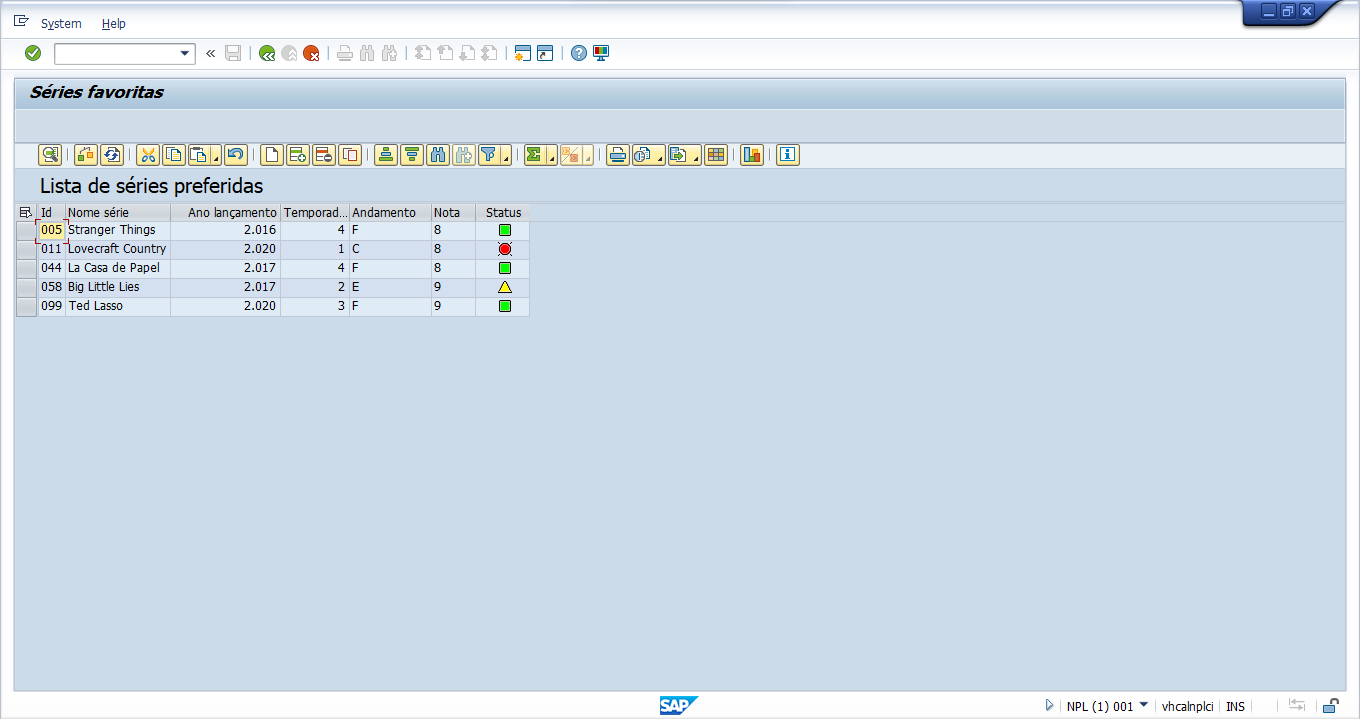 System Help
Séries favoritas
Lista de séries preferidas
Id Nome série Ano lançamento Temporad... Andamento Nota Status
005 Stranger Things 2.016 4 F 8
011 Lovecraft Country 2.020 1 C 8
044 La Casa de Papel 2.017 4 F 8
058 Big Little Lies 2.017 2 E 9
099 Ted Lasso 2.020 3 F 9
SAP NPL (1) 001 vhcalnplci INS